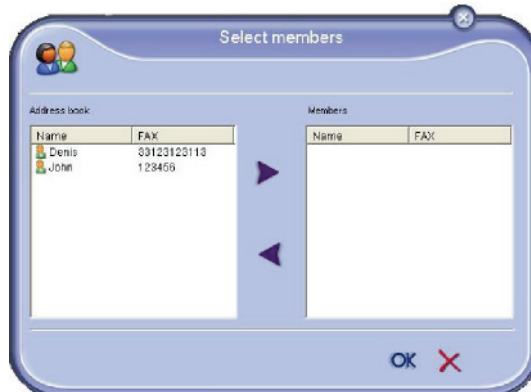 Select members
Address book
Members
Name FAX
Name FAX
Denis 33123123113
John 123456
OK